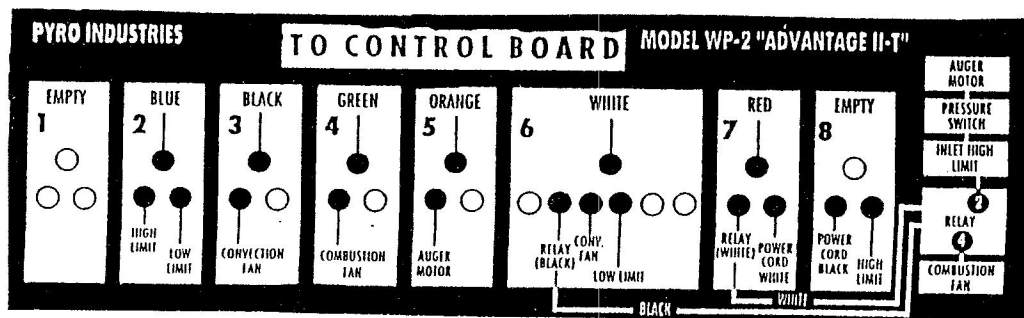 PYRO INDUSTRIES
TO CONTROL BOARD
MODEL WP-2 "ADVANTAGE II-T"
EMPTY
1
BLUE
2
HIGH
LIMIT
LOW
LIMIT
BLACK
3
CONVECTION
FAN
GREEN
4
COMBUSTION
FAN
ORANGE
5
AUGER
MOTOR
WHITE
6
RELAY
(BLACK)
CONV.
FAN
LOW LIMIT
RED
7
RELAY
(WHITE)
POWER
CORD
WHITE
EMPTY
8
POWER
CORD
BLACK
HIGH
LIMIT
AUGER
MOTOR
PRESSURE
SWITCH
INLET HIGH
LIMIT
2
RELAY
4
COMBUSTION
FAN
WHITE
BLACK